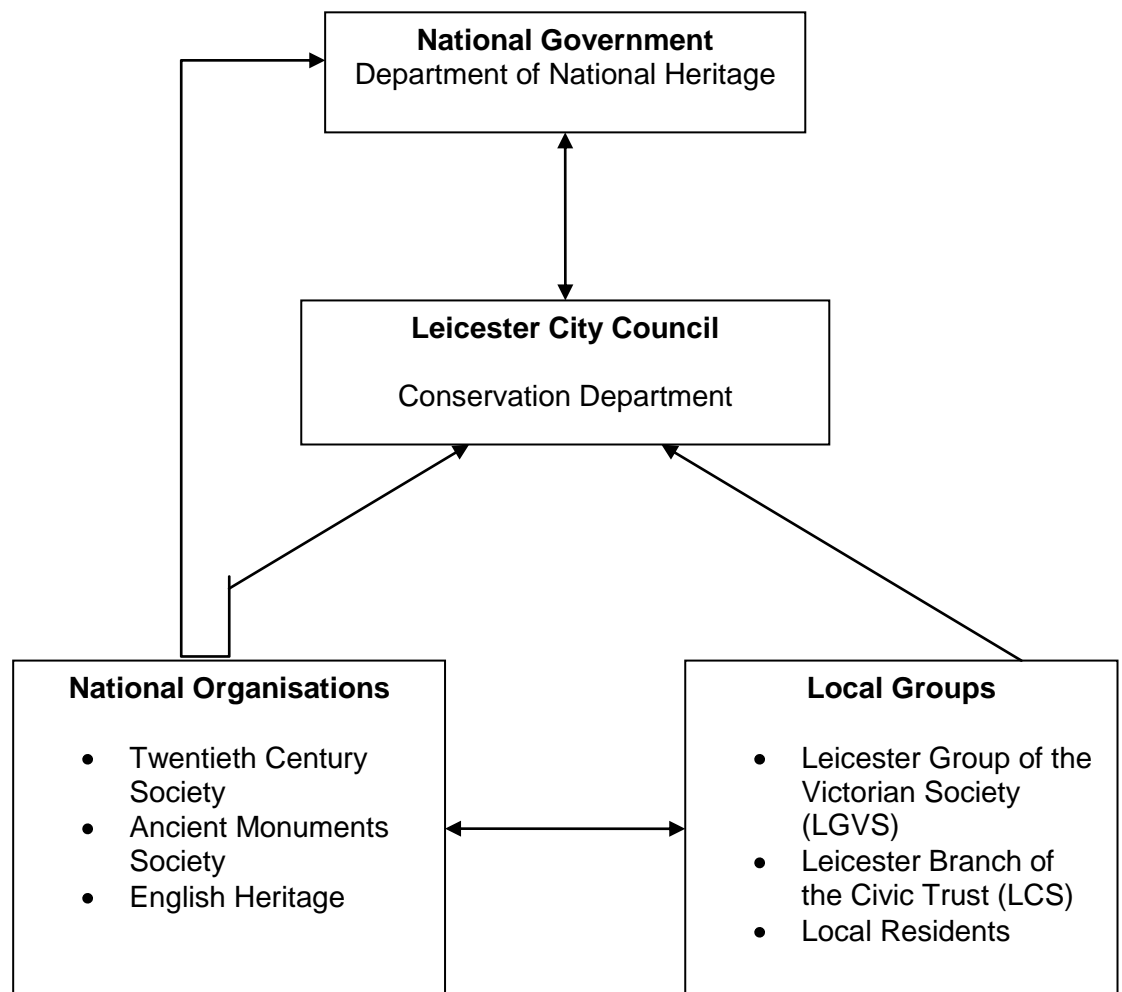 National Government
Department of National Heritage
Leicester City Council
Conservation Department
National Organisations
• Twentieth Century
Society
• Ancient Monuments
Society
• English Heritage
Local Groups
• Leicester Group of the
Victorian Society
(LGVS)
• Leicester Branch of
the Civic Trust (LCS)
• Local Residents